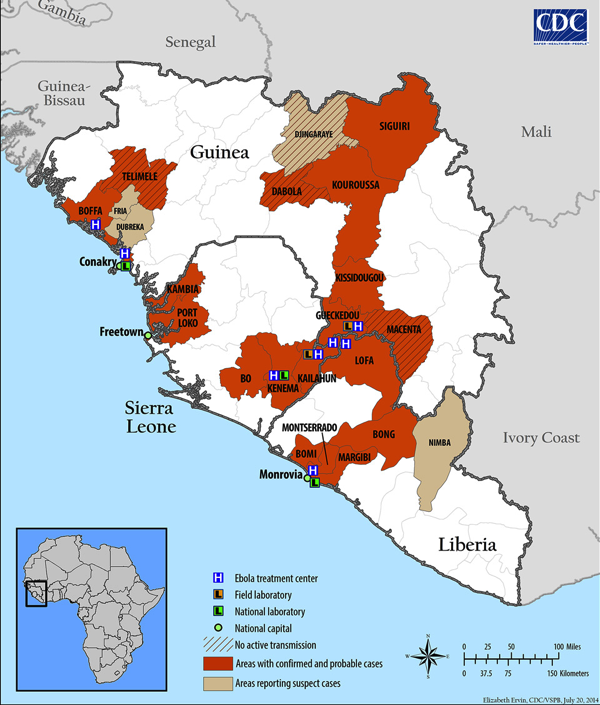 Gambia
Senegal
CDC
SAFER • HEALTHIER • PEOPLE™
Guinea-
Bissau
Mali
Guinea
DJINGARAYE
SIGUIRI
TELIMELE
DABOLA
KOUROUSSA
BOFFA
FRIA
DUBREKA
H
H
Conakry
L
KISSIDOUGOU
KAMBIA
PORT
LOKO
GUECKEDOU
L H
MACENTA
Freetown
H H
L H
LOFA
BO
H L
KENEMA
KAILAHUN
Sierra
Leone
MONTSERRADO
BONG
NIMBA
Ivory Coast
BOMI
MARGIBI
H
Monrovia
L
Liberia
H Ebola treatment center
L Field laboratory
L National laboratory
National capital
No active transmission
Areas with confirmed and probable cases
Areas reporting suspect cases
N
0 25 50 100 Miles
0 37.5 75 150 Kilometers
Elizabeth Ervin, CDC/VSPB, July 20, 2014